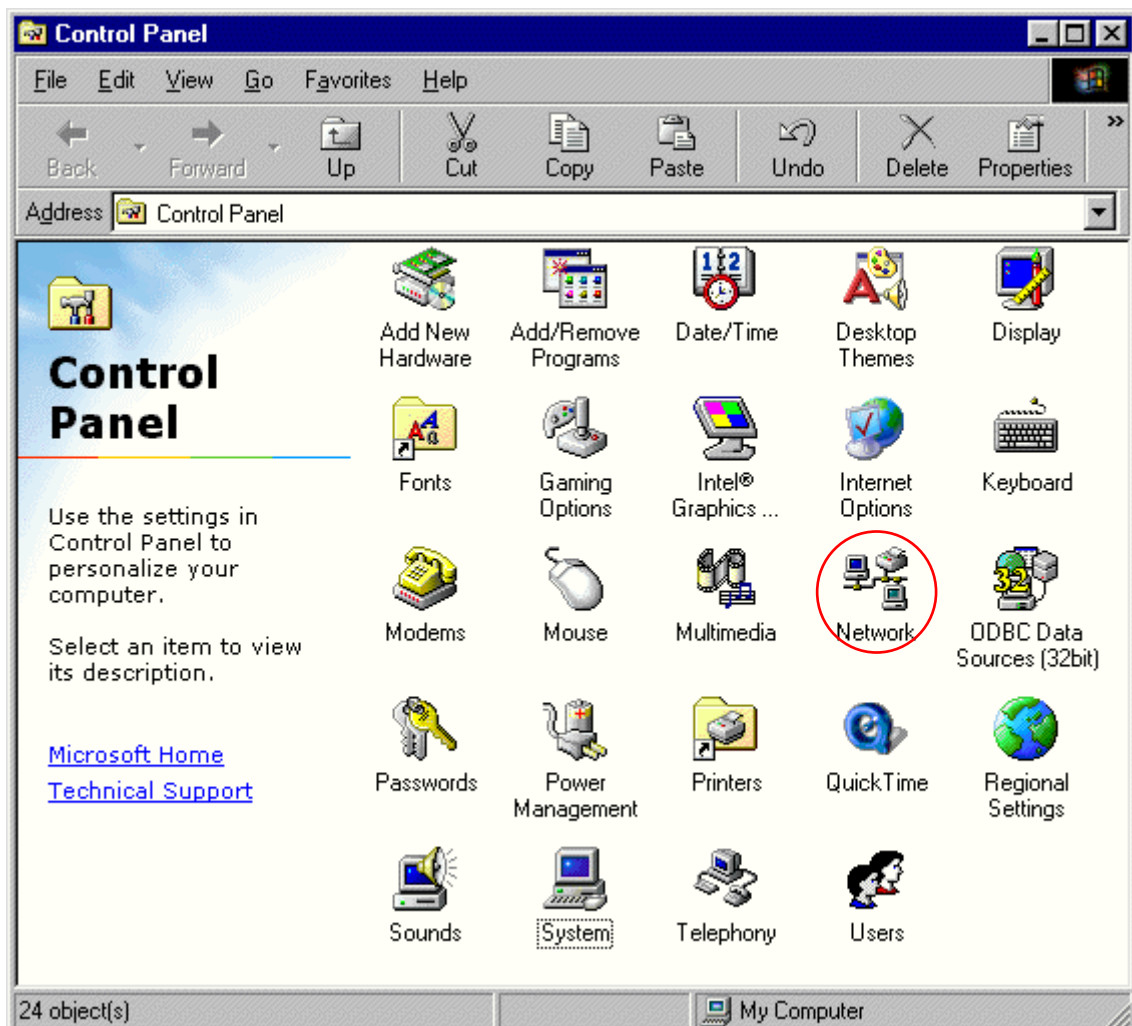 Control Panel
File Edit View Go Favorites Help
Back Forward Up Cut Copy Paste Undo Delete Properties »
Address Control Panel
Control
Panel
Use the settings in
Control Panel to
personalize your
computer.
Select an item to view
its description.
Microsoft Home
Technical Support
Add New
Hardware
Add/Remove
Programs
Date/Time
Desktop
Themes
Display
Fonts
Gaming
Options
Intel®
Graphics ...
Internet
Options
Keyboard
Modems
Mouse
Multimedia
Network
32
ODBC Data
Sources (32bit)
Passwords
Power
Management
Printers
QuickTime
Regional
Settings
Sounds
System
Telephony
Users
24 object(s)
My Computer